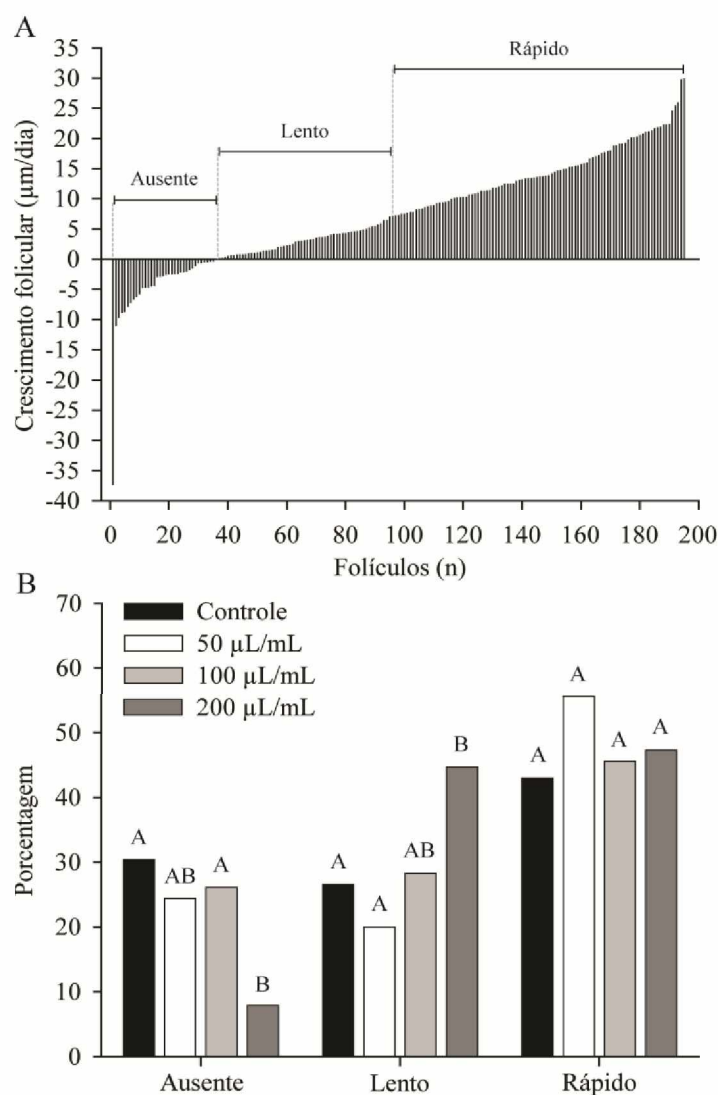 A
Crescimento folicular (µm/dia)
35
30
25
20
15
10
5
0
-5
-10
-15
-20
-25
-30
-35
-40
Ausente
Lento
Rápido
0 20 40 60 80 100 120 140 160 180 200
Folículos (n)
B
Porcentagem
70
60
50
40
30
20
10
0
Controle
50 µL/mL
100 µL/mL
200 µL/mL
A AB A B
A A AB B
A A A A
Ausente Lento Rápido